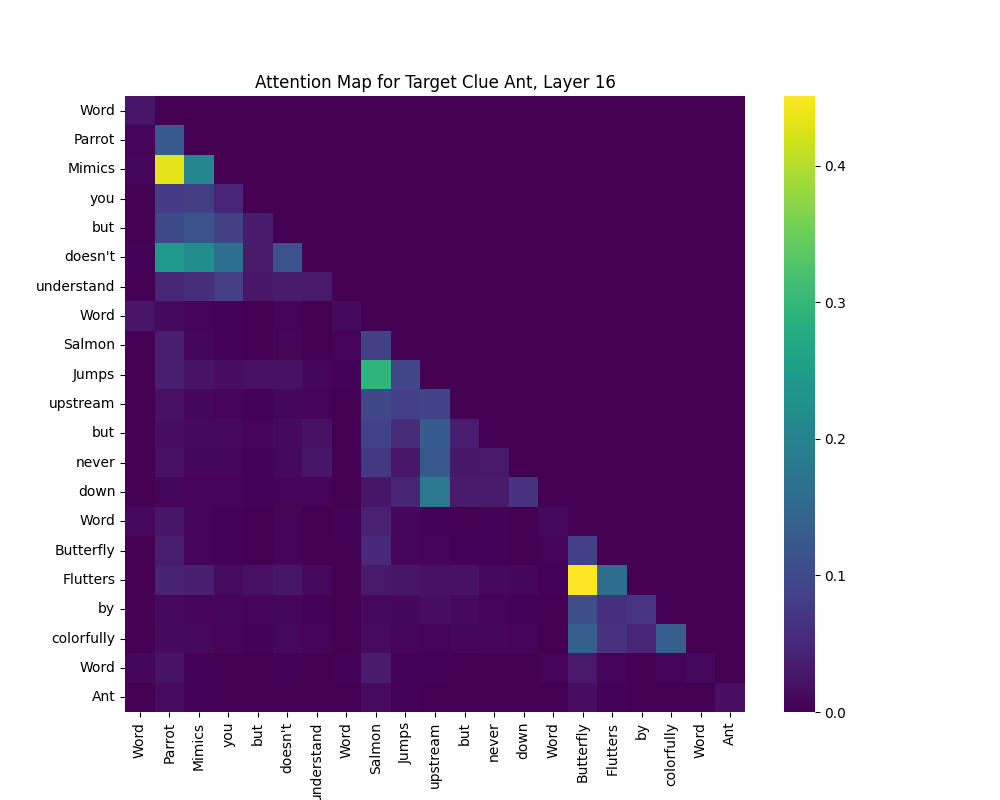 Attention Map for Target Clue Ant, Layer 16
Word
Parrot
Mimics
you
but
doesn't
understand
Word
Salmon
Jumps
upstream
but
never
down
Word
Butterfly
Flutters
by
colorfully
Word
Ant
Word
Parrot
Mimics
you
but
doesn't
understand
Word
Salmon
Jumps
upstream
but
never
down
Word
Butterfly
Flutters
by
colorfully
Word
Ant
0.4
0.3
0.2
0.1
0.0